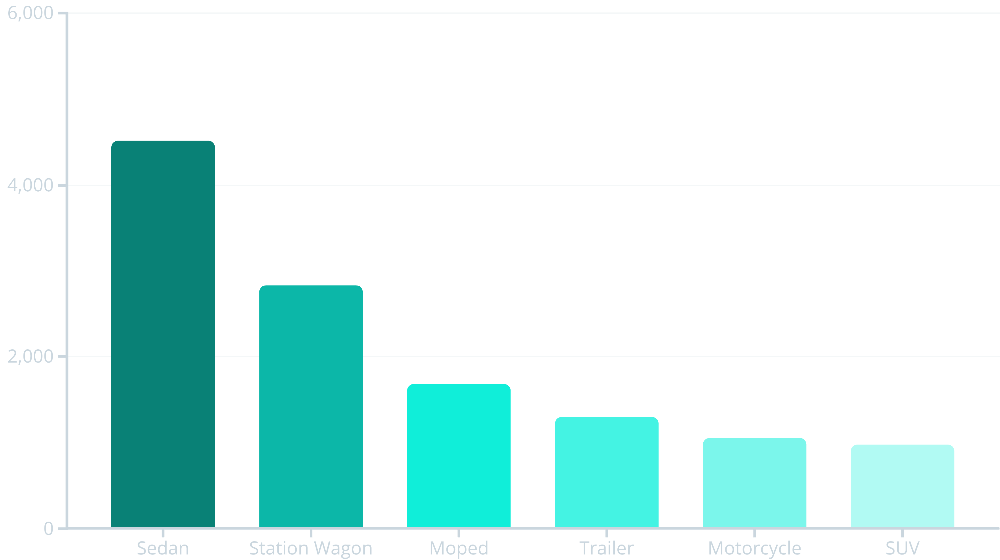 6,000
4,000
2,000
0
Sedan Station Wagon Moped Trailer Motorcycle SUV